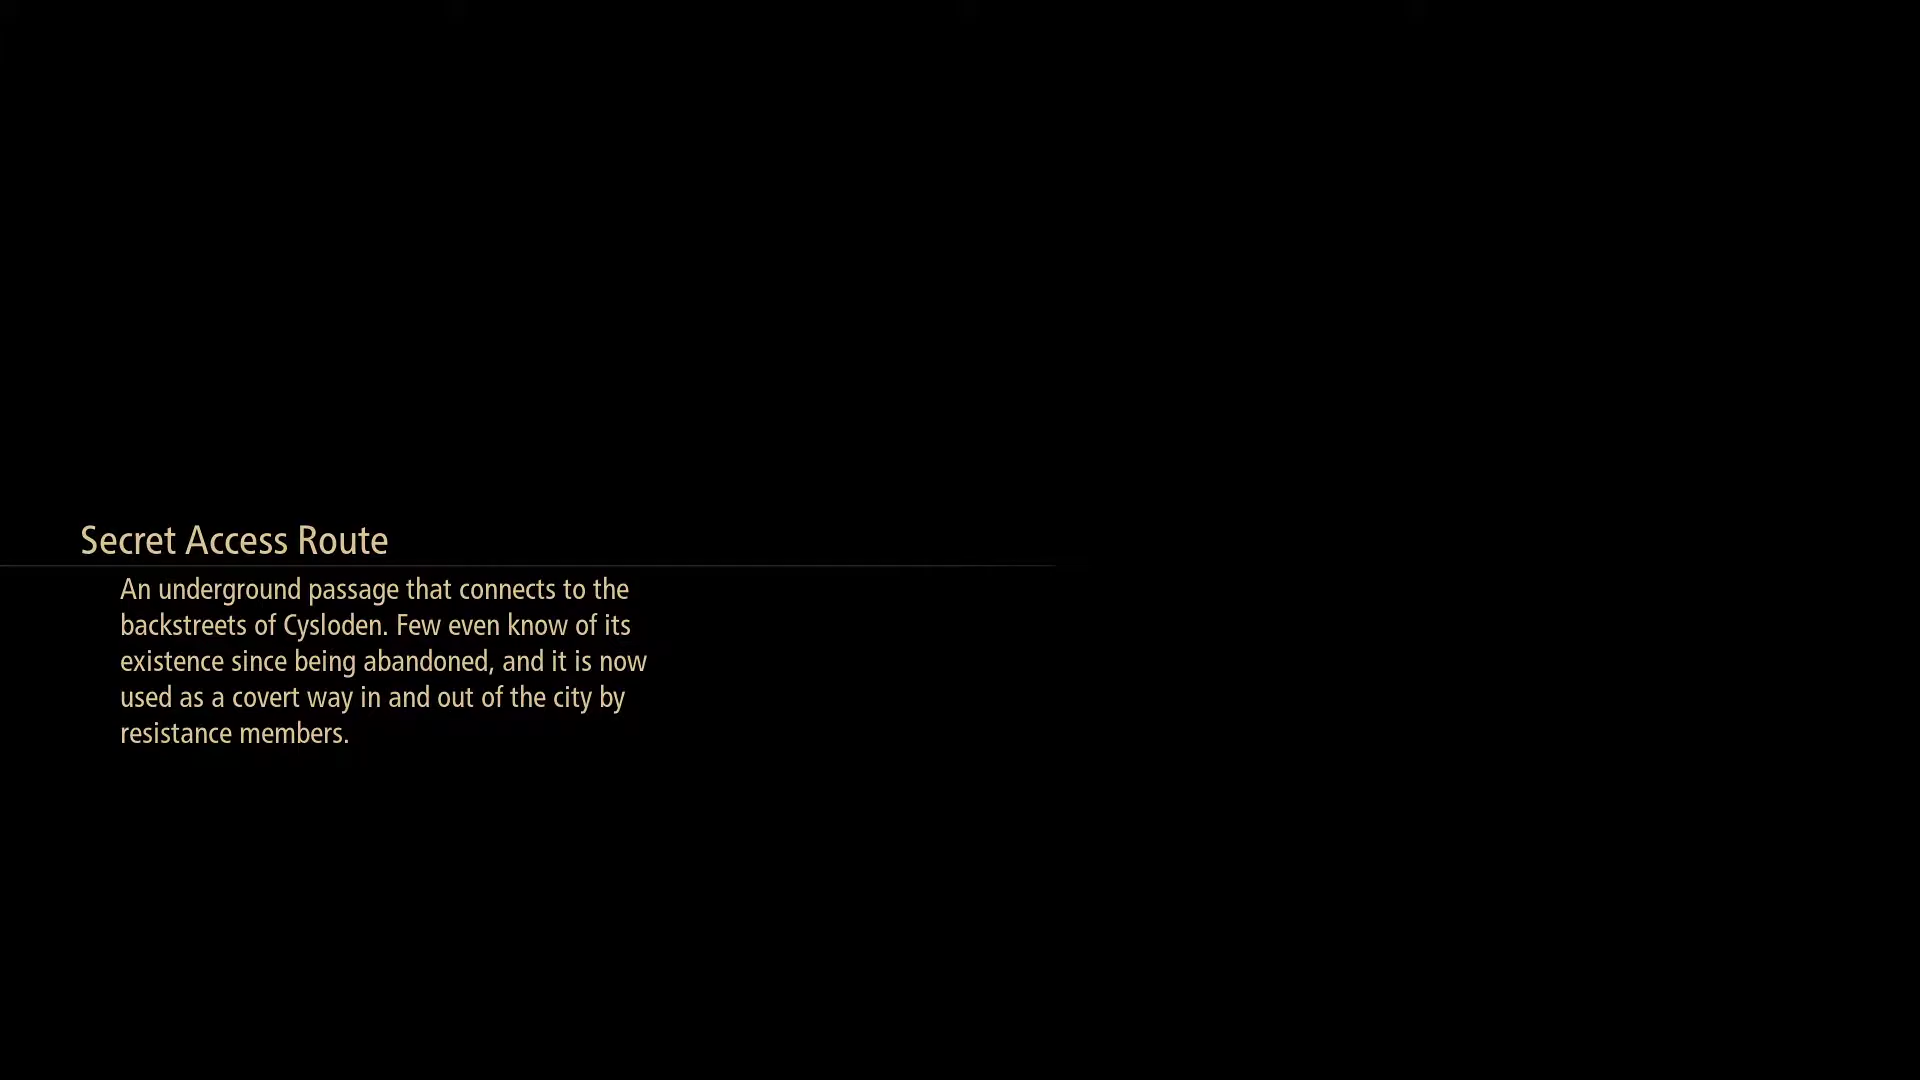 Secret Access Route
An underground passage that connects to the
backstreets of Cysloden. Few even know of its
existence since being abandoned, and it is now
used as a covert way in and out of the city by
resistance members.